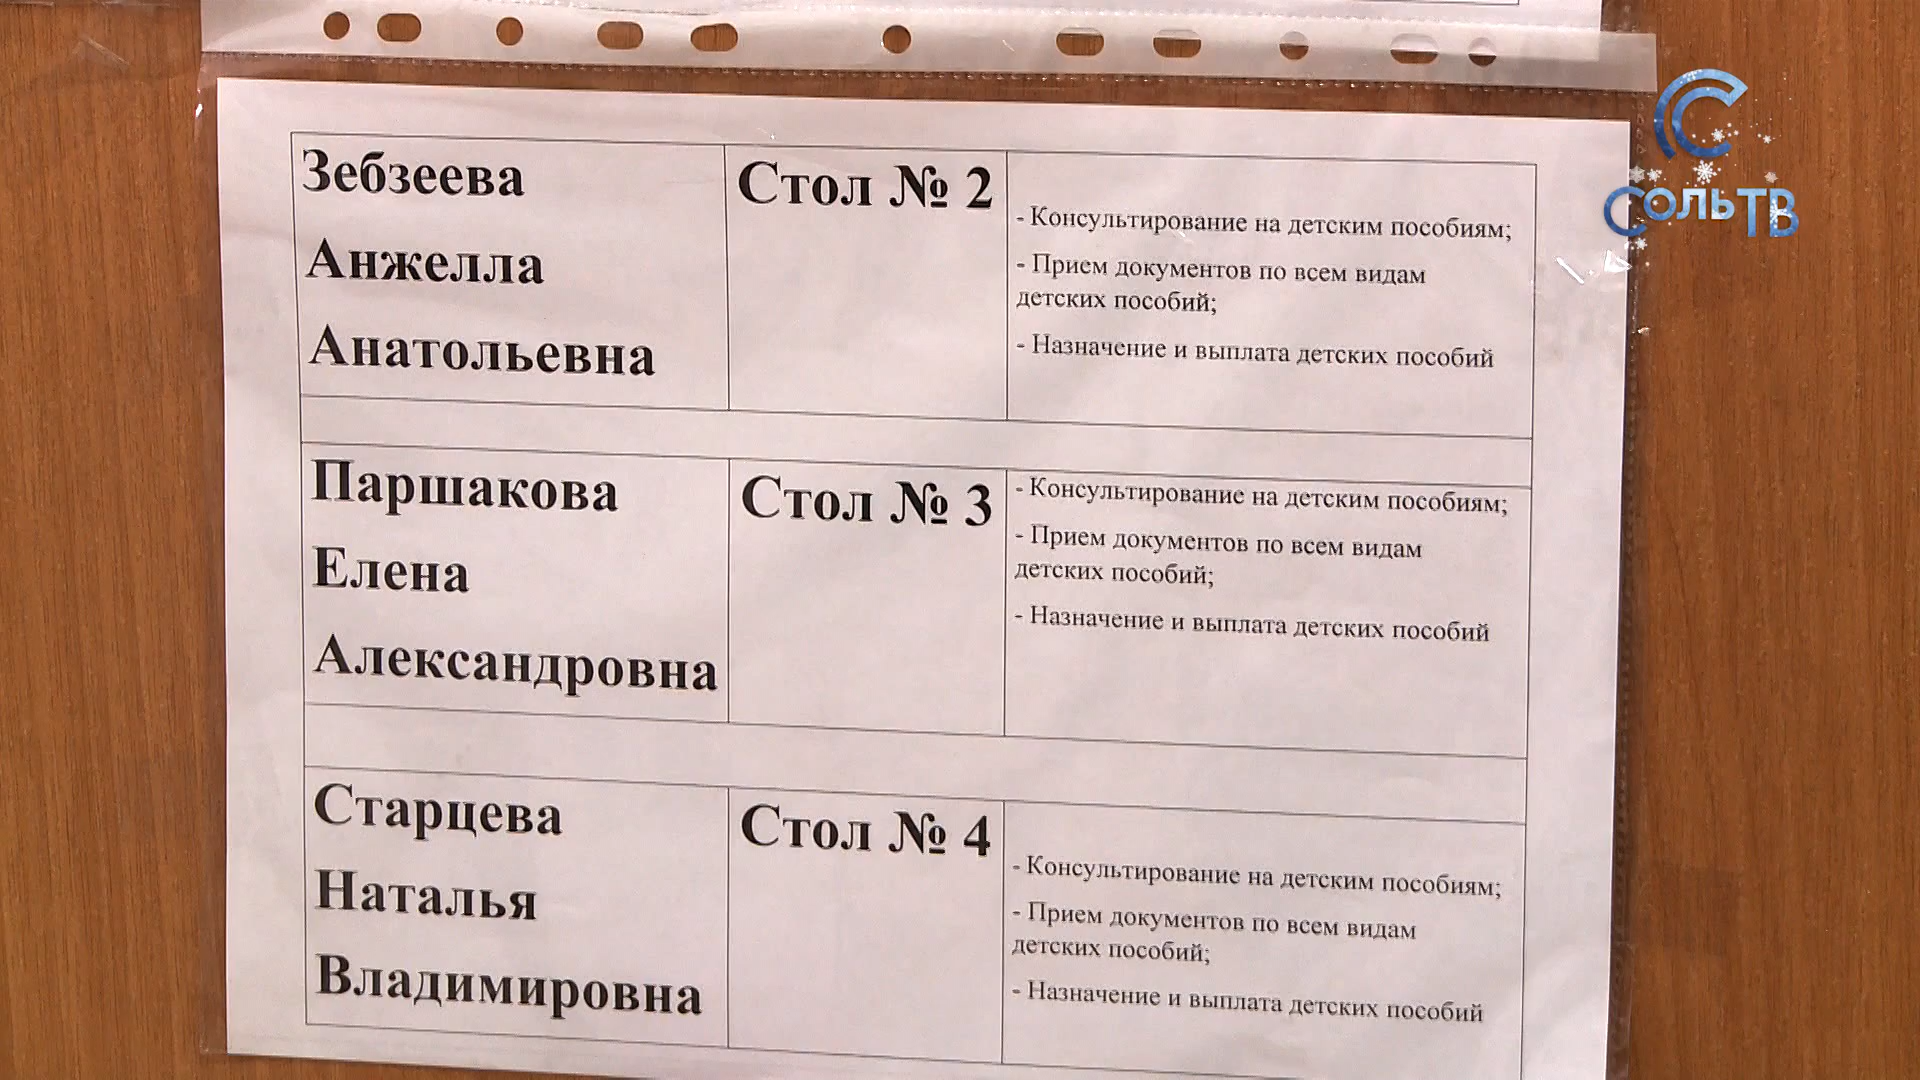 Зебзеева
Анжелла
Анатольевна
Стол № 2
- Консультирование на детским пособиям;
- Прием документов по всем видам
детских пособий;
- Назначение и выплата детских пособий
Паршакова
Елена
Александровна
Стол № 3
- Консультирование на детским пособиям;
- Прием документов по всем видам
детских пособий;
- Назначение и выплата детских пособий
Старцева
Наталья
Владимировна
Стол № 4
- Консультирование на детским пособиям;
- Прием документов по всем видам
детских пособий;
- Назначение и выплата детских пособий
СОЛЬТВ